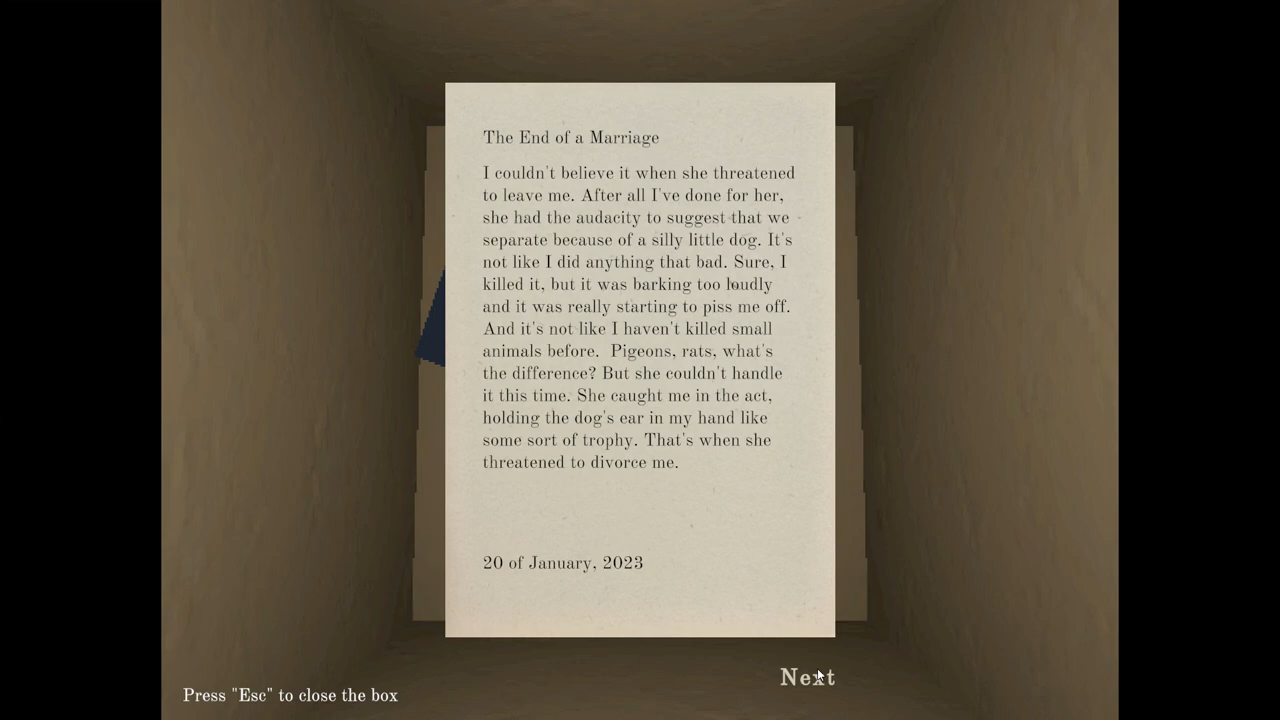 The End of a Marriage
I couldn't believe it when she threatened
to leave me. After all I've done for her,
she had the audacity to suggest that we
separate because of a silly little dog. It's
not like I did anything that bad. Sure, I
killed it, but it was barking too loudly
and it was really starting to piss me off.
And it's not like I haven't killed small
animals before.  Pigeons, rats, what's
the difference? But she couldn't handle
it this time. She caught me in the act,
holding the dog's ear in my hand like
some sort of trophy. That's when she
threatened to divorce me.
20 of January, 2023
Next
Press "Esc" to close the box